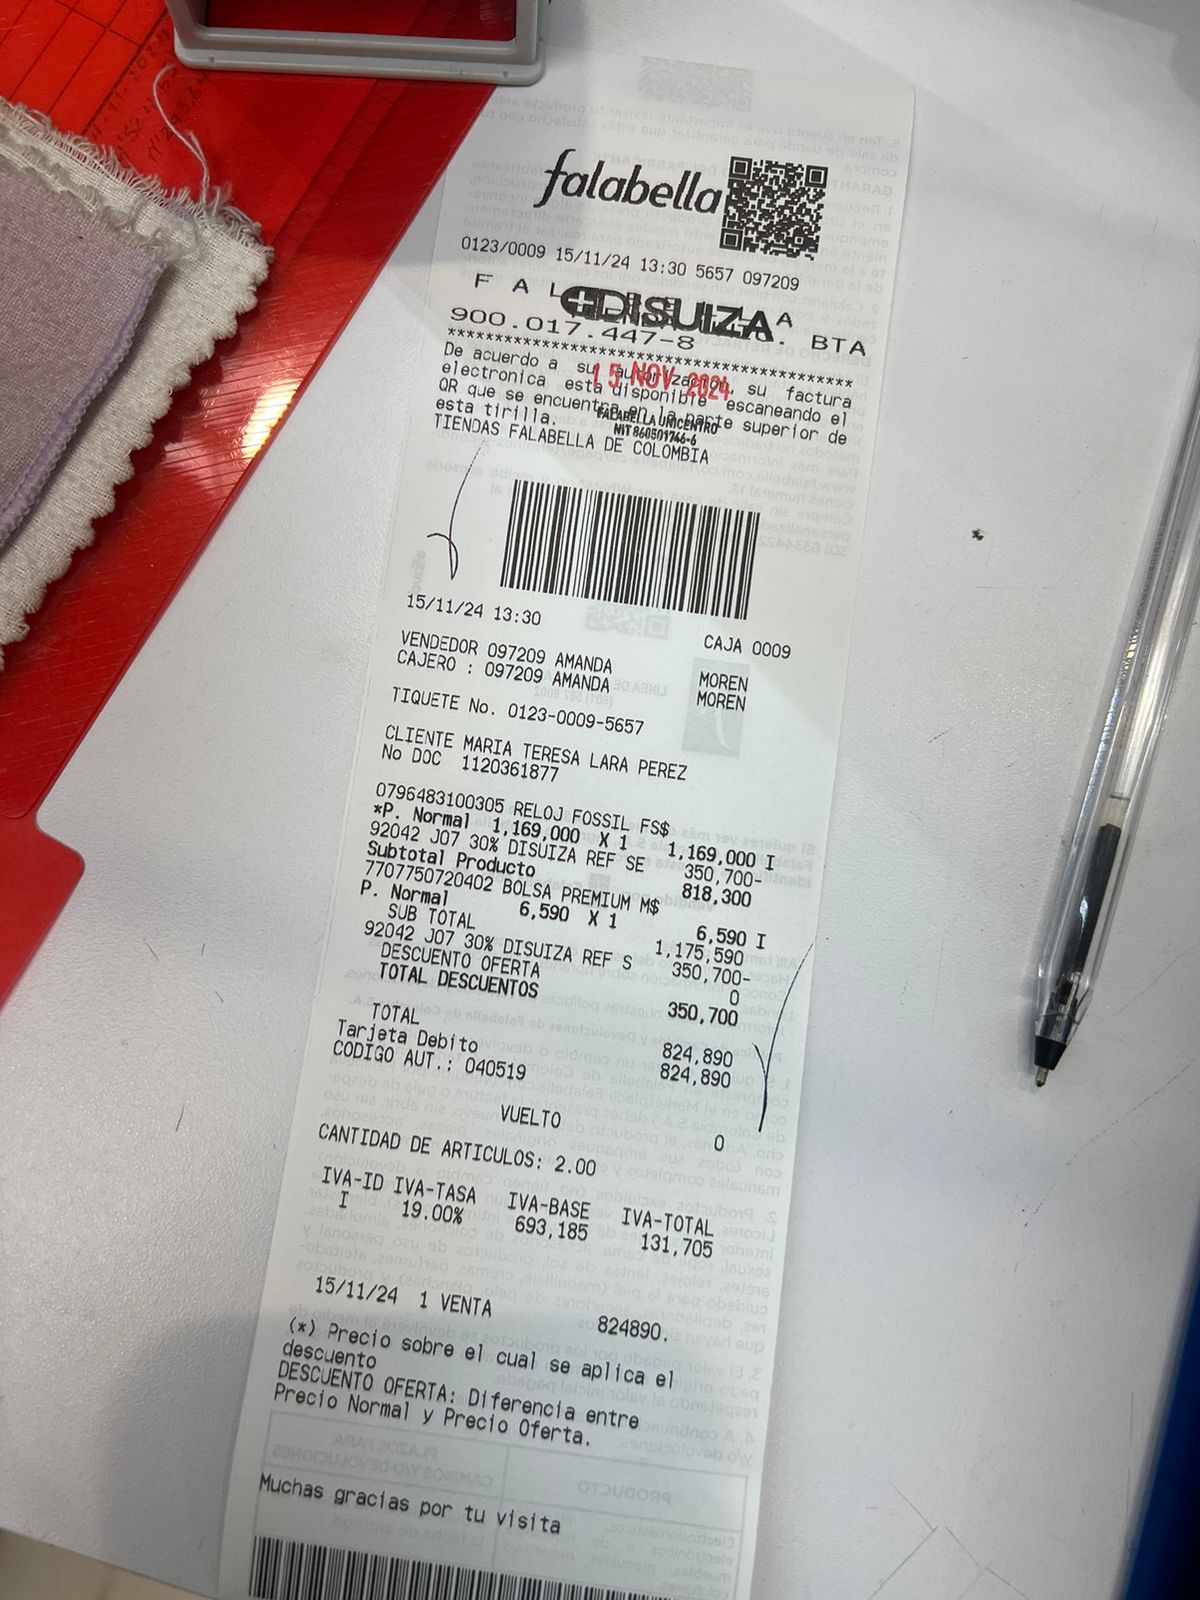 falabella
0123/0009 15/11/24 13:30 5657 097209
F A L
DISUIZA
900.017.447-8 . BTA
****************************************
De acuerdo a su autorización, su factura
electronica esta disponible escaneando el
QR que se encuentra en la parte superior de
esta tirilla.
15 NOV 2024
FALABELLA UNICENTRO
NIT 860501766-6
TIENDAS FALABELLA DE COLOMBIA
15/11/24 13:30 CAJA 0009
VENDEDOR 097209 AMANDA MOREN
CAJERO : 097209 AMANDA MOREN
TIQUETE No. 0123-0009-5657
CLIENTE MARIA TERESA LARA PEREZ
No DOC 1120361877
0796483100305 RELOJ FOSSIL FS$
*P. Normal 1,169,000 X 1 1,169,000 I
92042 J07 30% DISUIZA REF SE 350,700-
Subtotal Producto 818,300
7707750720402 BOLSA PREMIUM M$
P. Normal 6,590 X 1 6,590 I
SUB TOTAL 1,175,590
92042 J07 30% DISUIZA REF S 350,700-
DESCUENTO OFERTA 0
TOTAL DESCUENTOS 350,700
TOTAL 824,890
Tarjeta Debito 824,890
CODIGO AUT.: 040519
VUELTO 0
CANTIDAD DE ARTICULOS: 2.00
IVA-ID IVA-TASA IVA-BASE IVA-TOTAL
I 19.00% 693,185 131,705
15/11/24 1 VENTA 824890.
(*) Precio sobre el cual se aplica el
descuento
DESCUENTO OFERTA: Diferencia entre
Precio Normal y Precio Oferta.
Muchas gracias por tu visita